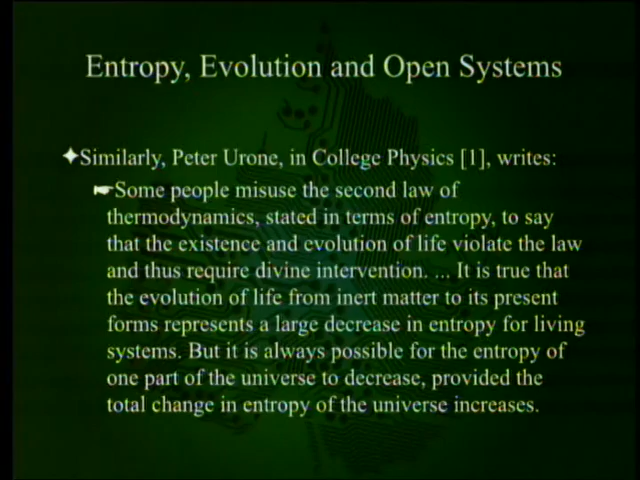 Entropy, Evolution and Open Systems
Similarly, Peter Urone, in College Physics [1], writes:
Some people misuse the second law of
thermodynamics, stated in terms of entropy, to say
that the existence and evolution of life violate the law
and thus require divine intervention. ... It is true that
the evolution of life from inert matter to its present
forms represents a large decrease in entropy for living
systems. But it is always possible for the entropy of
one part of the universe to decrease, provided the
total change in entropy of the universe increases.